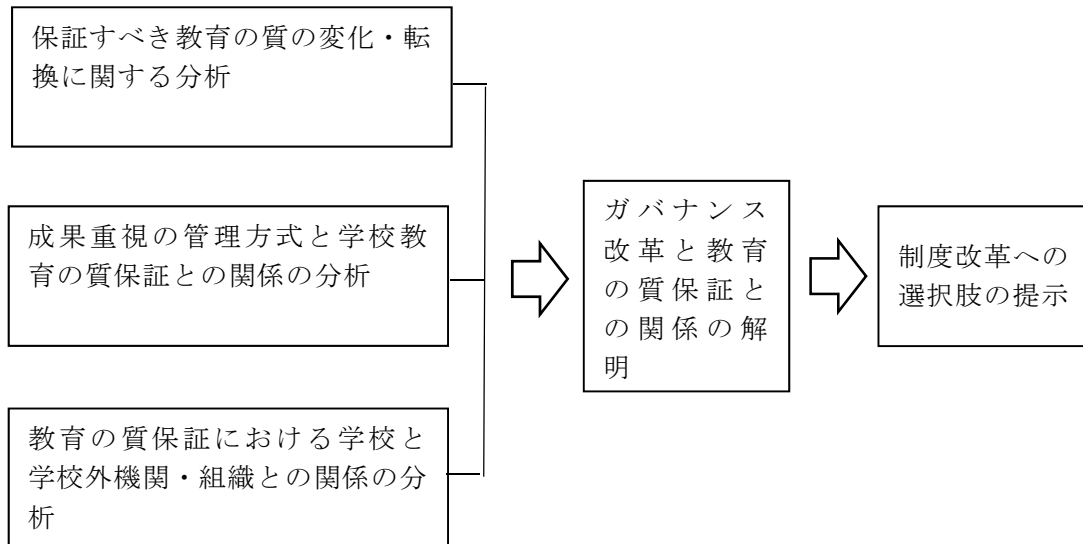 保証すべき教育の質の変化・転
換に関する分析
成果重視の管理方式と学校教
育の質保証との関係の分析
教育の質保証における学校と
学校外機関・組織との関係の分
析
ガバナンス
改革と教育
の質保証と
の関係の解
明
制度改革への
選択肢の提示